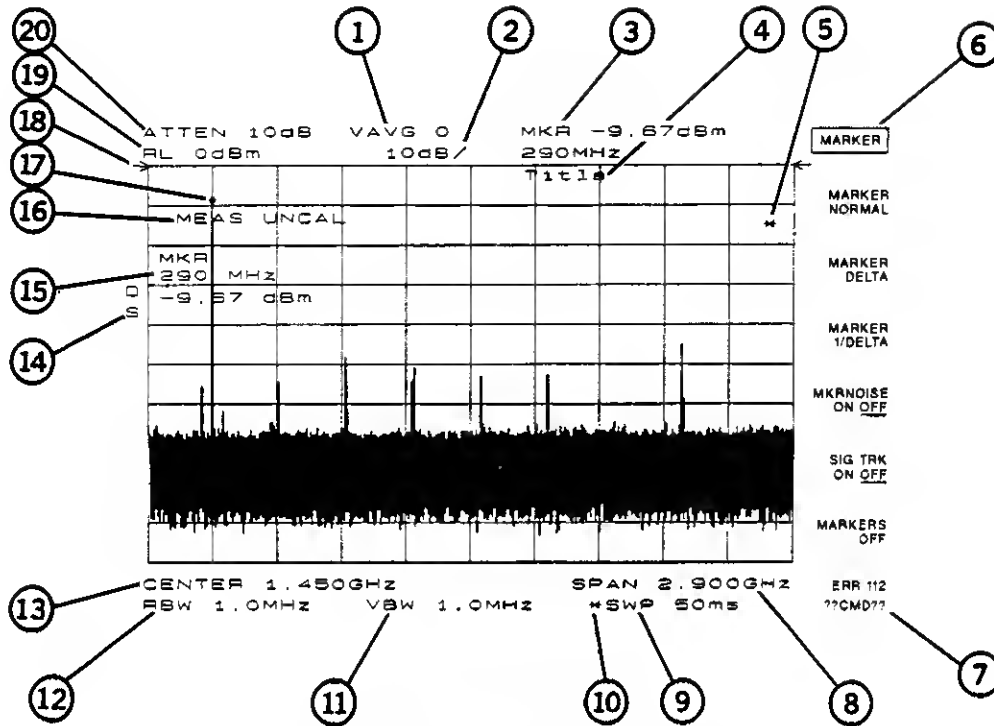 20 1 2 3 4 5 6
19
18
17
16
15
14
ATTEN 10dB VAVG 0 MKR -9.67dBm
RL 0dBm 10dB/ 290MHz
Title
*
MEAS UNCAL
MKR
290 MHz
-9.67 dBm
D
S
MARKER
MARKER
NORMAL
MARKER
DELTA
MARKER
1/DELTA
MKRNOISE
ON OFF
SIG TRK
ON OFF
MARKERS
OFF
CENTER 1.450GHz SPAN 2.900GHz
RBW 1.0MHz VBW 1.0MHz *SWP 50ms
ERR 112
??CMD??
13
12 11 10 9 8 7